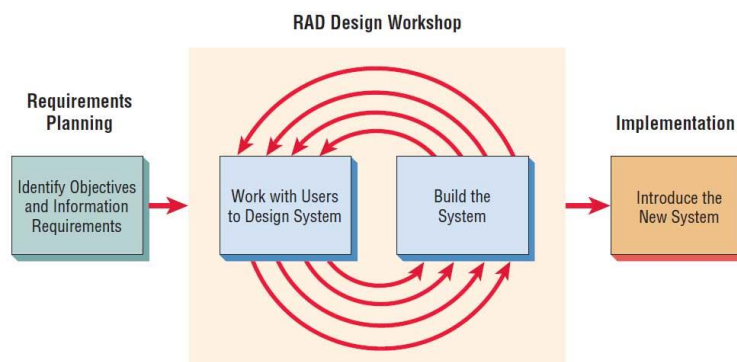 RAD Design Workshop
Requirements
Planning
Identify Objectives
and Information
Requirements
Work with Users
to Design System
Build the
System
Implementation
Introduce the
New System